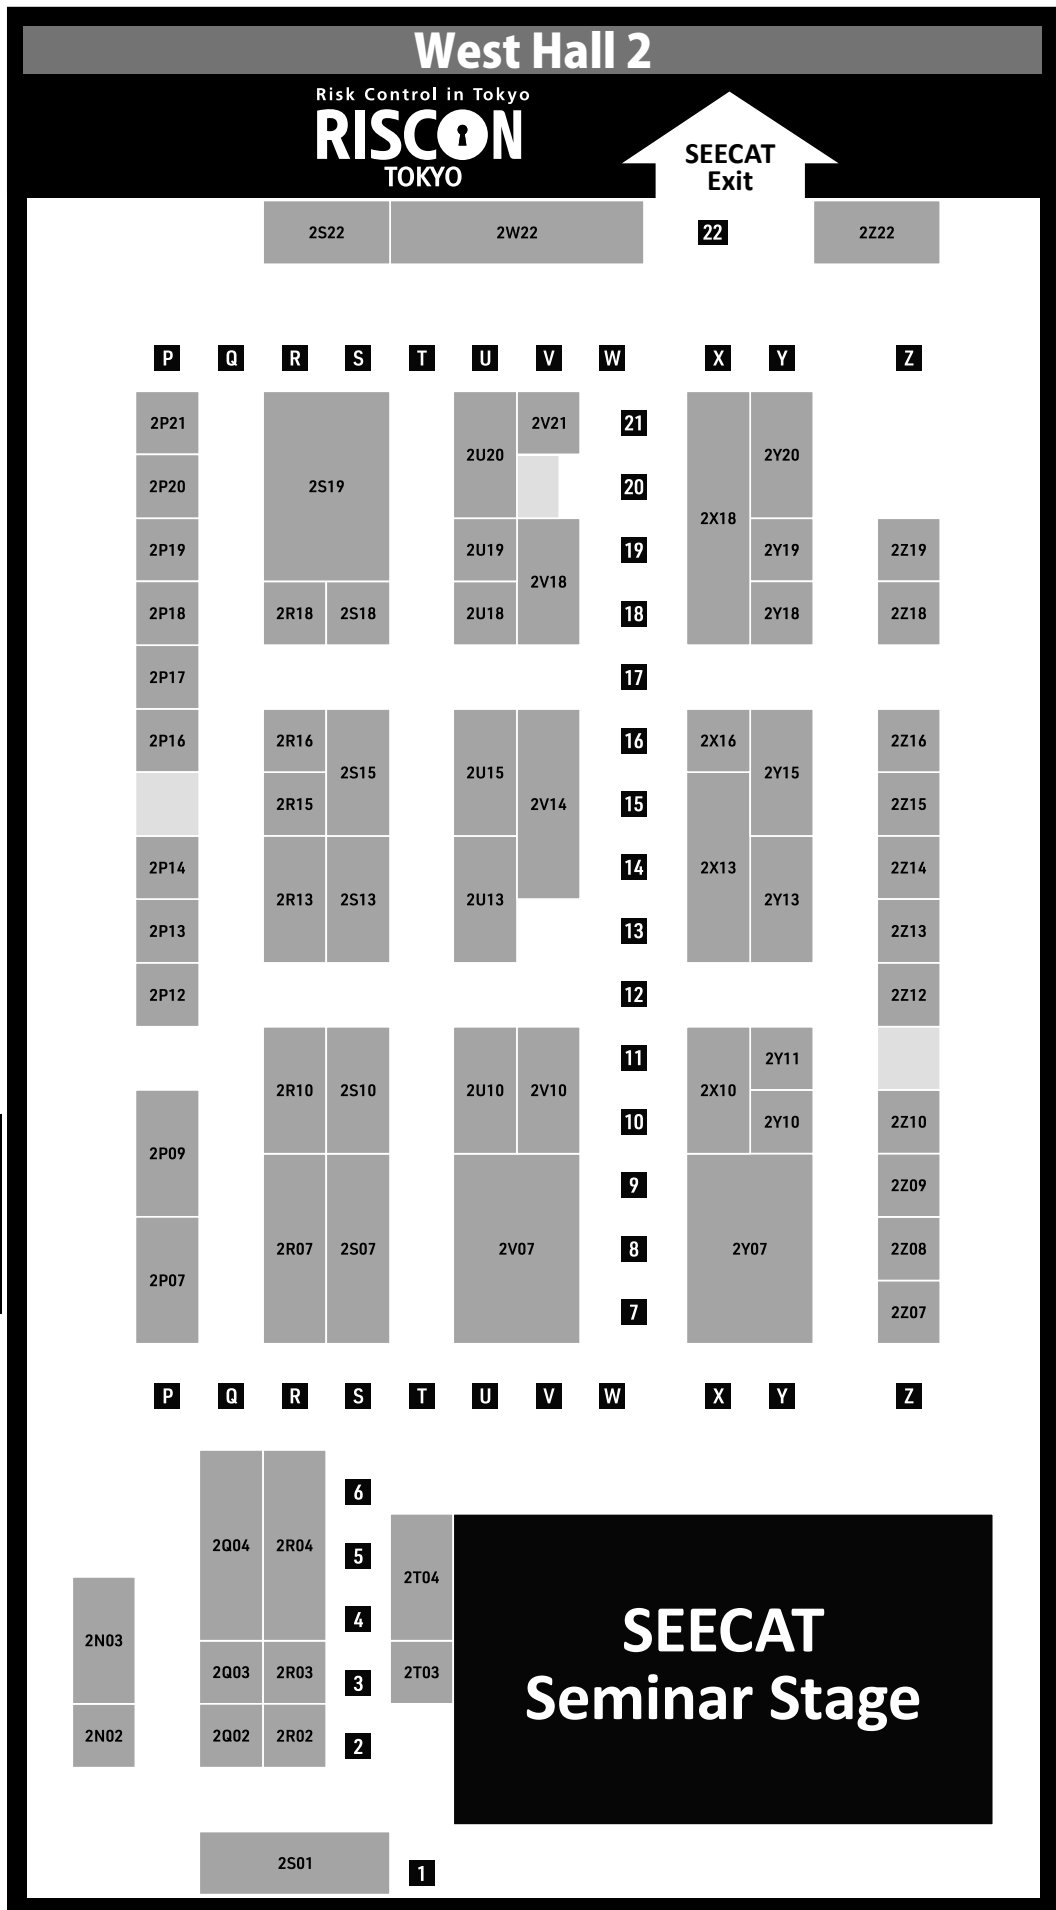 West Hall 2
Risk Control in Tokyo
RISCON
TOKYO
SEECAT
Exit
2S22 2W22 22 2Z22
P Q R S T U V W X Y Z
2P21 2V21 21
2U20 2Y20
2P20 2S19 20
2X18
2P19 2U19 19 2Y19 2Z19
2V18
2P18 2R18 2S18 2U18 18 2Y18 2Z18
2P17 17
2P16 2R16 16 2X16 2Z16
2S15 2U15 2Y15
2R15 2V14 15 2Z15
2P14 14 2X13 2Z14
2R13 2S13 2U13 2Y13
2P13 13 2Z13
2P12 12 2Z12
11 2Y11
2R10 2S10 2U10 2V10 2X10
10 2Y10 2Z10
2P09
9 2Z09
2R07 2S07 2V07 8 2Y07 2Z08
2P07
7 2Z07
P Q R S T U V W X Y Z
6
2Q04 2R04 5
2T04
4
2N03
2Q03 2R03 3 2T03
2N02 2Q02 2R02 2
SEECAT
Seminar Stage
2S01 1